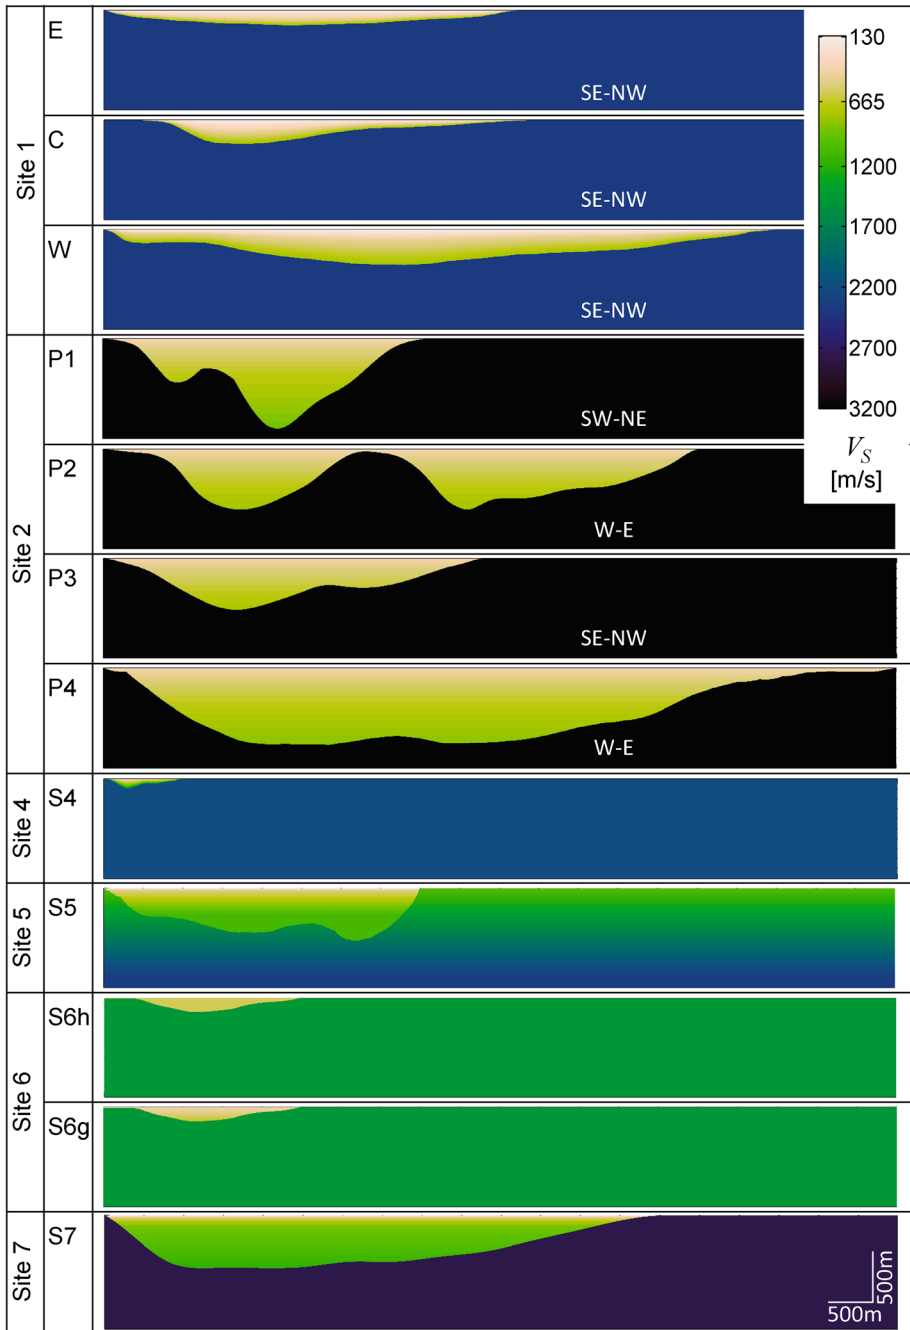 Site 1
E
SE-NW
C
SE-NW
W
SE-NW
130
665
1200
1700
2200
2700
3200
V_S
[m/s]
Site 2
P1
SW-NE
P2
W-E
P3
SE-NW
P4
W-E
Site 4
S4
Site 5
S5
Site 6
S6h
S6g
Site 7
S7
500m
500m